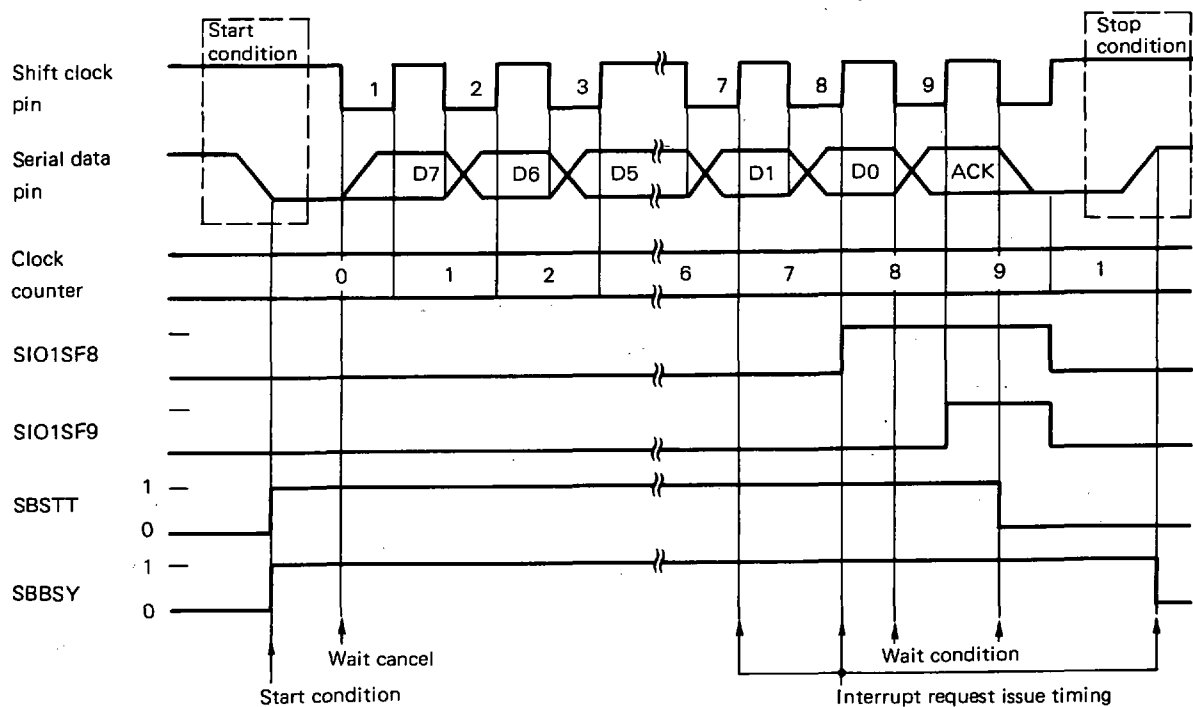 Start
condition
Stop
condition
Shift clock
pin
1 2 3 7 8 9
Serial data
pin
D7 D6 D5 D1 D0 ACK
Clock
counter
0 1 2 6 7 8 9 1
SIO1SF8
SIO1SF9
SBSTT
1
0
SBBSY
1
0
Wait cancel
Wait condition
Start condition
Interrupt request issue timing